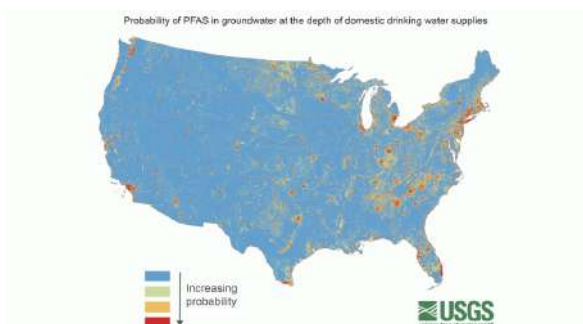 Probability of PFAS in groundwater at the depth of domestic drinking water supplies
Increasing
probability
USGS